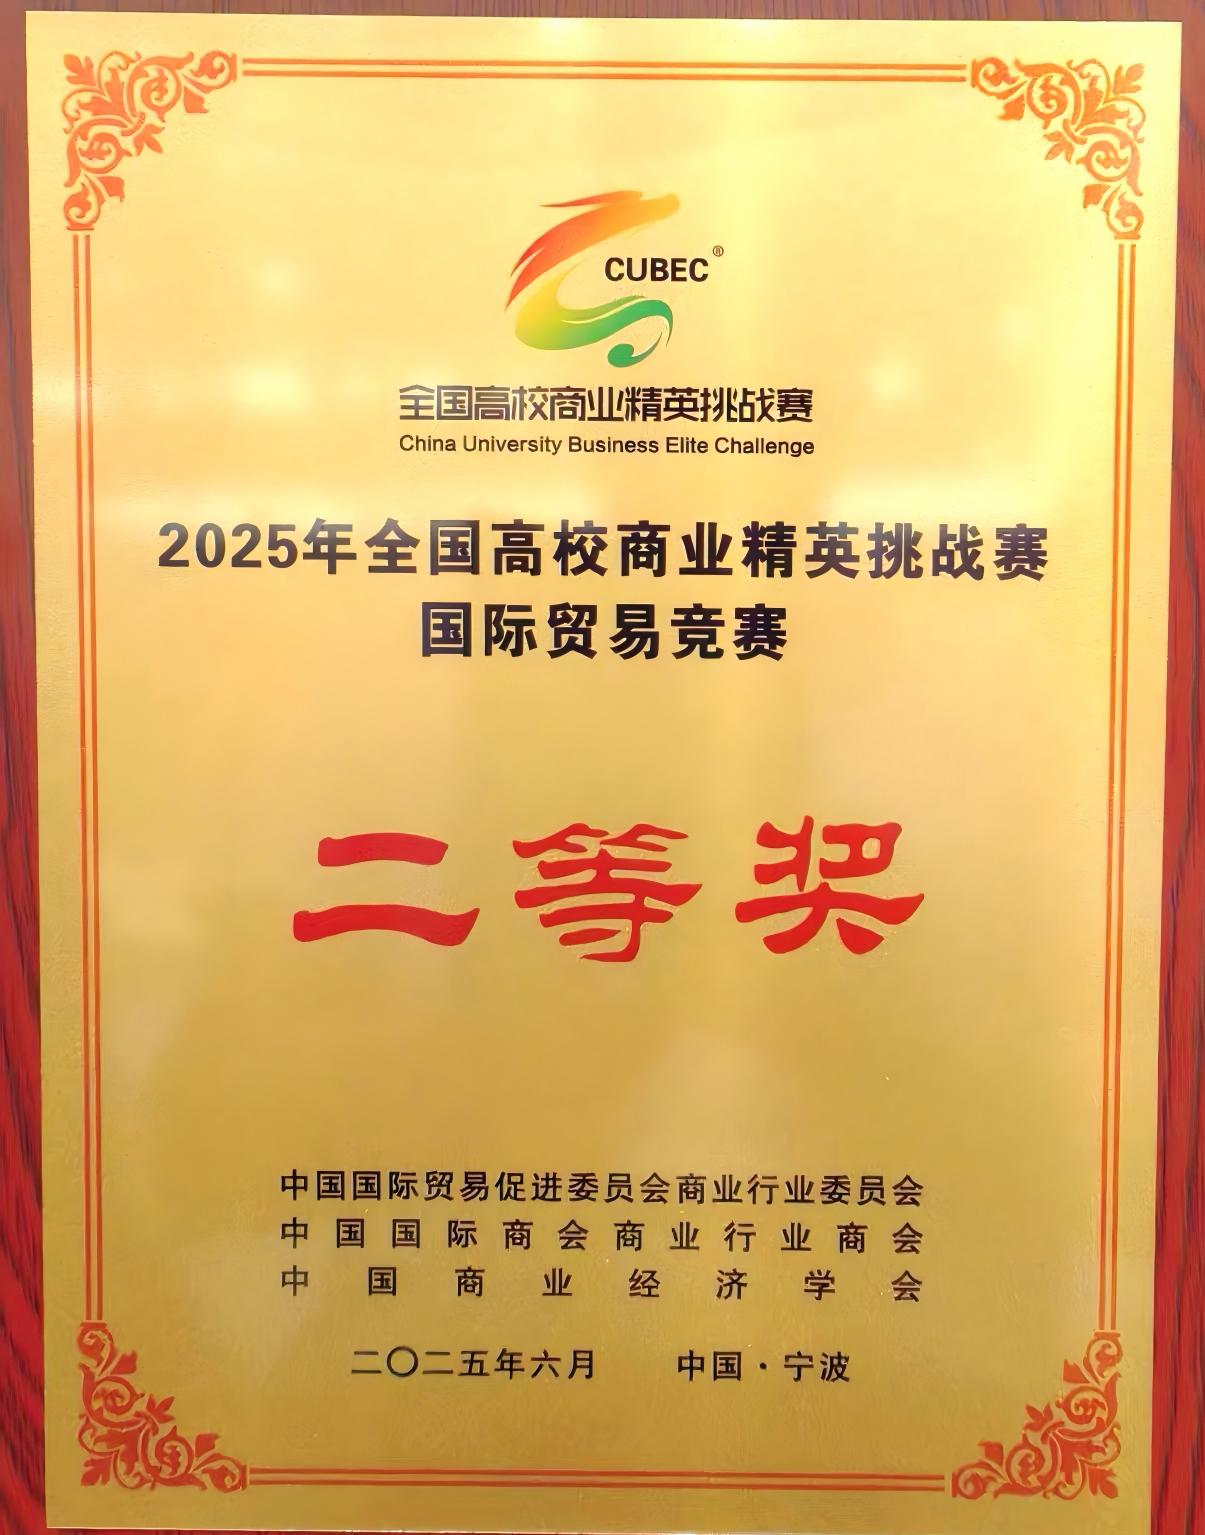 CUBEC®
全国高校商业精英挑战赛
China University Business Elite Challenge
2025年全国高校商业精英挑战赛
国际贸易竞赛
二等奖
中国国际贸易促进委员会商业行业委员会
中国国际商会商业行业商会
中国商业经济学会
二〇二五年六月 中国·宁波